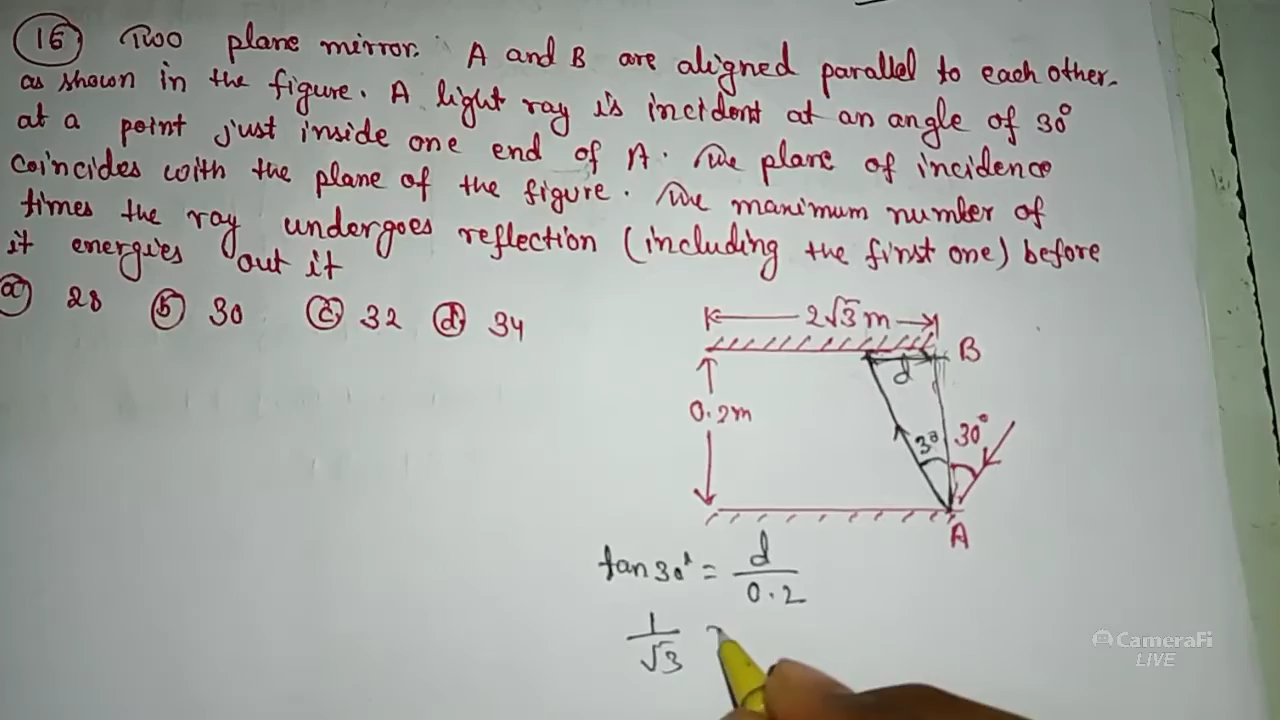 16 Two plane mirror. A and B are aligned parallel to each other.
as shown in the figure. A light ray is incident at an angle of 30°
at a point just inside one end of A. The plane of incidence
coincides with the plane of the figure. The maximum number of
times the ray undergoes reflection (including the first one) before
it energies out it
a 28 b 30 c 32 d 34
2√3 m
B
d
0.2m
30°
30°
A
tan 30° = d/0.2
1/√3
CameraFi
LIVE